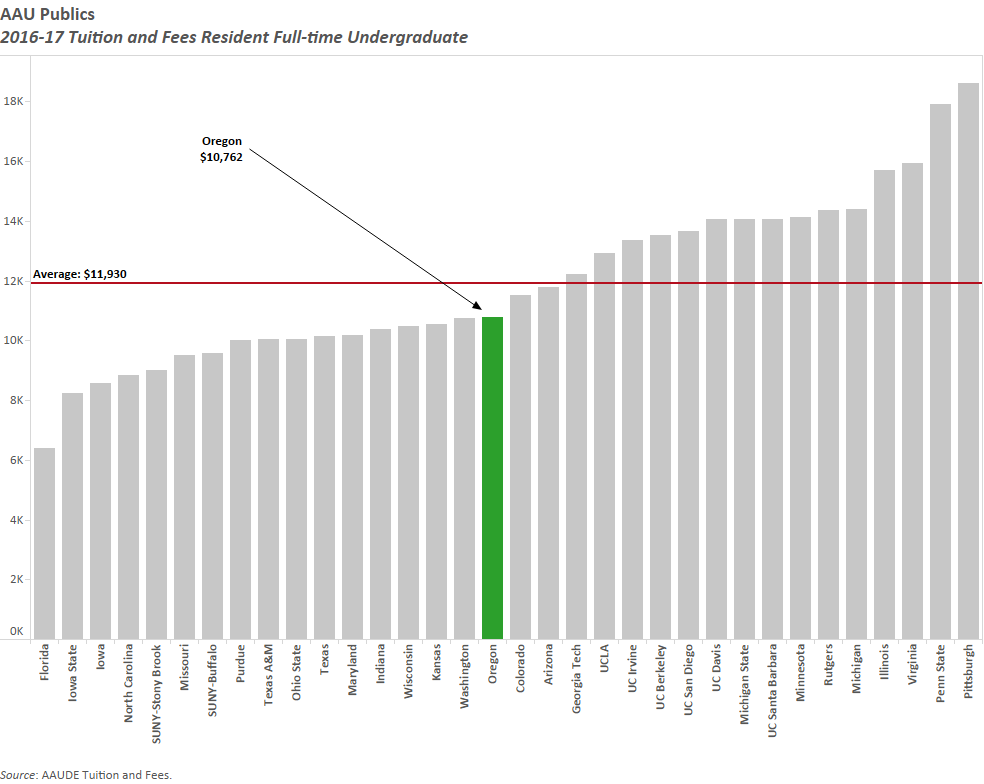 AAU Publics
2016-17 Tuition and Fees Resident Full-time Undergraduate
18K
16K
14K
12K
10K
8K
6K
4K
2K
0K
Oregon
$10,762
Average: $11,930
Florida
Iowa State
Iowa
North Carolina
SUNY-Stony Brook
Missouri
SUNY-Buffalo
Purdue
Texas A&M
Ohio State
Texas
Maryland
Indiana
Wisconsin
Kansas
Washington
Oregon
Colorado
Arizona
Georgia Tech
UCLA
UC Irvine
UC Berkeley
UC San Diego
UC Davis
Michigan State
UC Santa Barbara
Minnesota
Rutgers
Michigan
Illinois
Virginia
Penn State
Pittsburgh
Source: AAUDE Tuition and Fees.